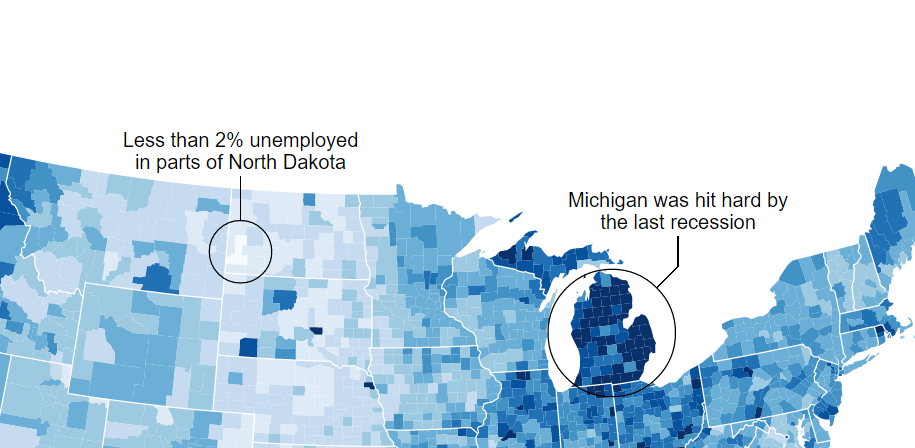 Less than 2% unemployed
in parts of North Dakota
Michigan was hit hard by
the last recession